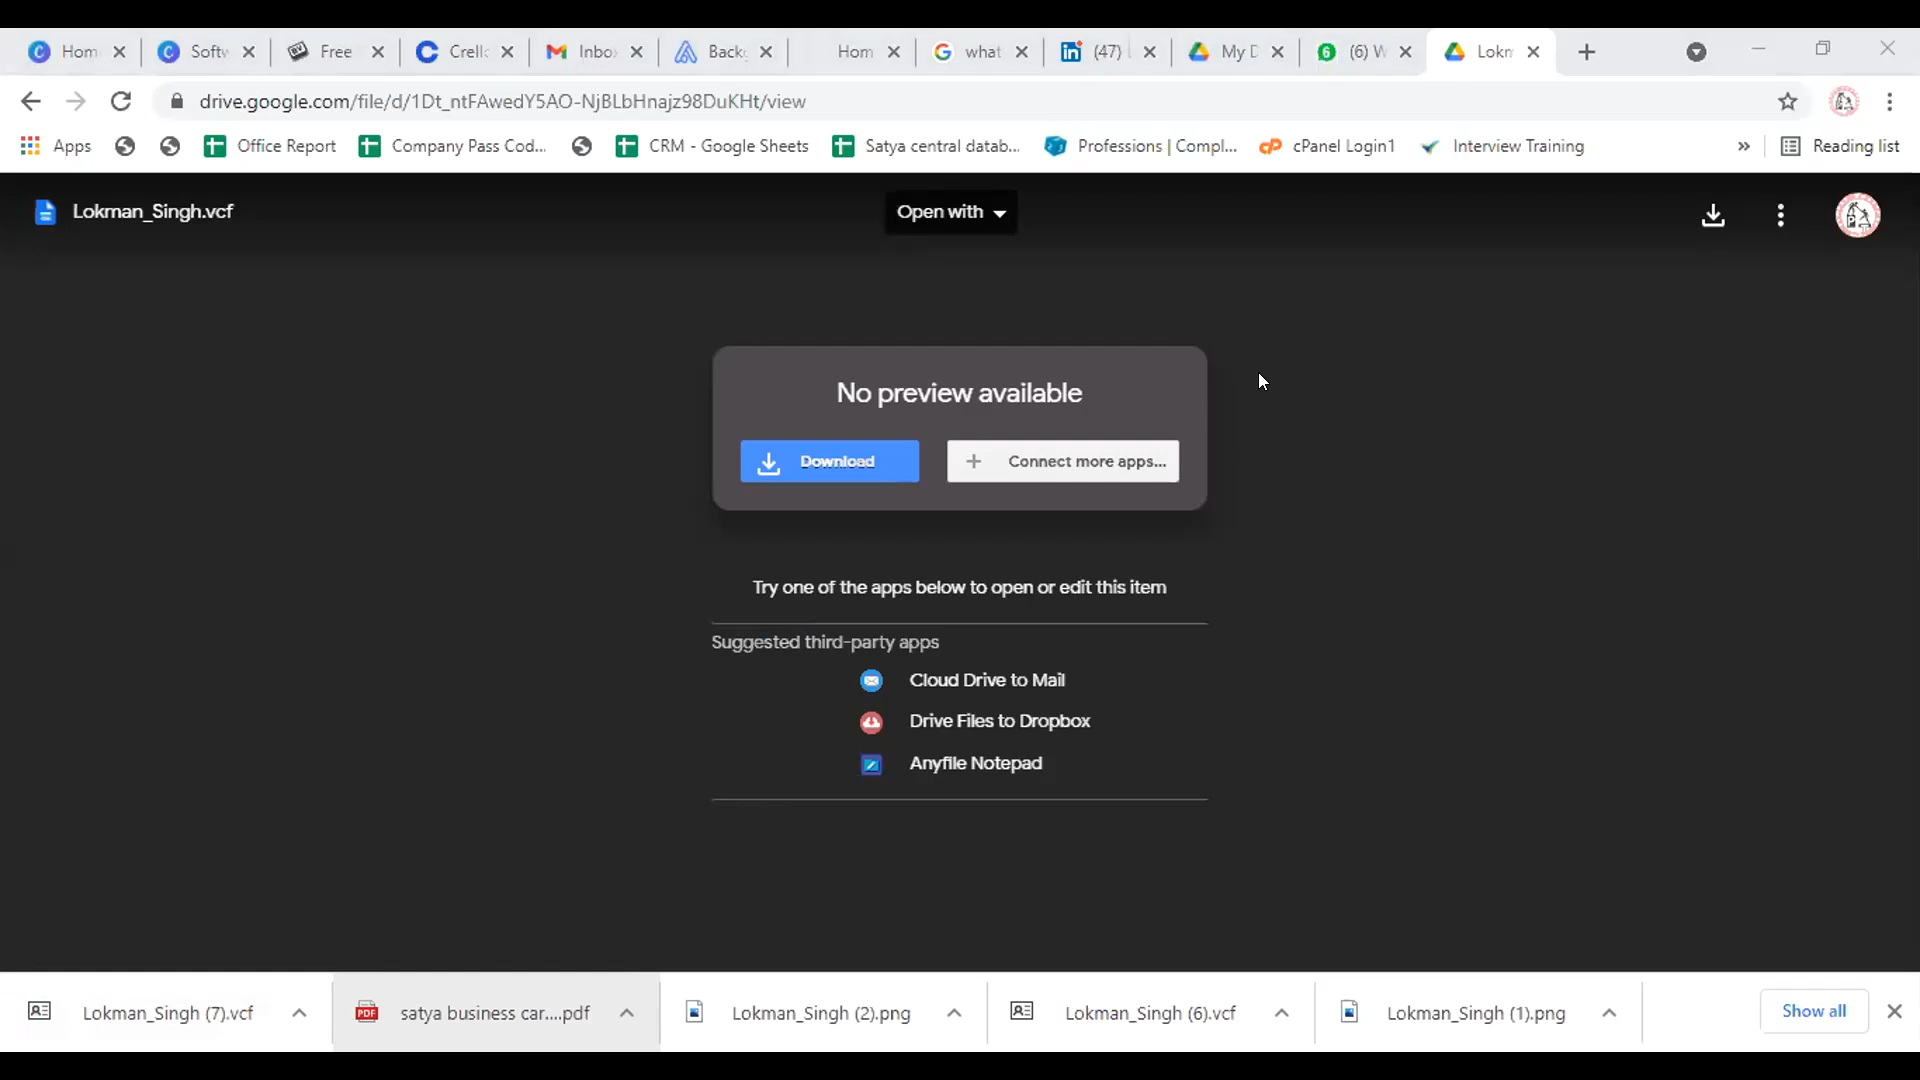 Hom Softw Free Crello Inbo Back Hom what (47) My D (6) W Lokm
drive.google.com/file/d/1Dt_ntFAwedY5AO-NjBLbHnajz98DuKHt/view
Apps Office Report Company Pass Cod... CRM - Google Sheets Satya central datab... Professions | Compl... cPanel Login1 Interview Training » Reading list
Lokman_Singh.vcf
Open with
No preview available
Download
Connect more apps...
Try one of the apps below to open or edit this item
Suggested third-party apps
Cloud Drive to Mail
Drive Files to Dropbox
Anyfile Notepad
Lokman_Singh (7).vcf satya business car....pdf Lokman_Singh (2).png Lokman_Singh (6).vcf Lokman_Singh (1).png Show all